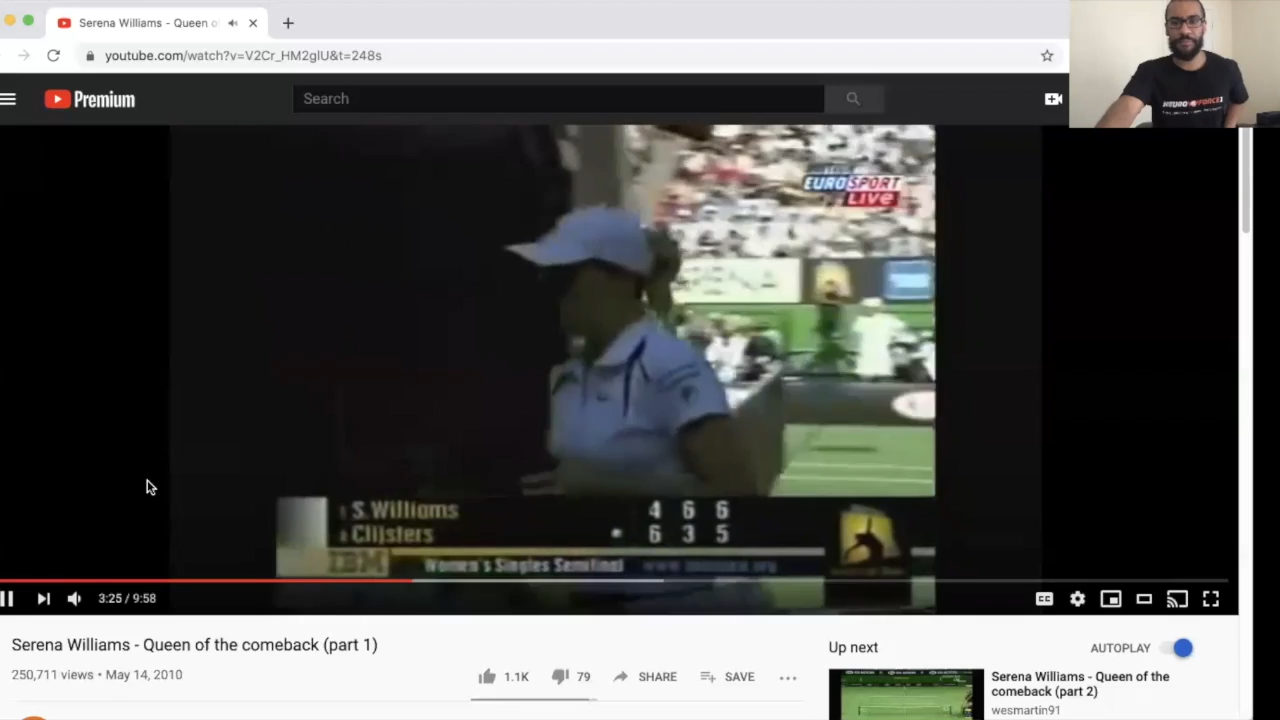 Serena Williams - Queen o
youtube.com/watch?v=V2Cr_HM2glU&t=248s
Premium
Search
EUROSPORT
LIVE
S. Williams 4 6 6
Clijsters 6 3 5
IBM Women's Singles Semifinal
3:25 / 9:58
CC
Serena Williams - Queen of the comeback (part 1)
250,711 views • May 14, 2010
1.1K 79 SHARE SAVE
Up next AUTOPLAY
Serena Williams - Queen of the
comeback (part 2)
wesmartin91